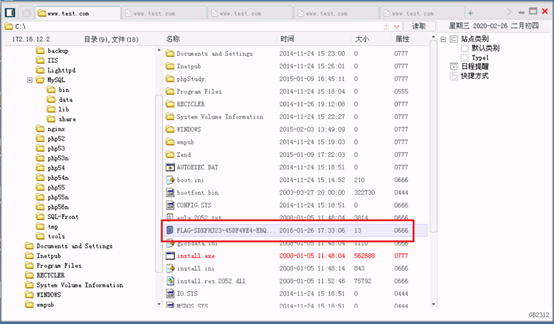 www.test.com www.test.com www.test.com www.test.com www.test.com
C:\ 读取 星期三 2020-02-26 二月初四
172.16.12.2 目录(9),文件(18) 名称 时间 大小 属性
站点类别
默认类别
Type1
日程提醒
快捷方式
backup
IIS
Lighttpd
MySQL
bin
data
lib
share
nginx
php52
php53
php53n
php54
php54n
php55
php55n
php56n
SQL-Front
tmp
tools
Documents and Settings
Inetpub
Program Files
RECYCLER
System Volume Information
WINDOWS
wmpub
Documents and Settings 2014-11-24 15:23:00 0 0777
Inetpub 2014-11-24 15:26:01 0 0777
phpStudy 2015-01-09 16:45:11 0 0777
Program Files 2014-11-24 15:18:04 0 0555
RECYCLER 2014-11-26 19:12:08 0 0777
System Volume Information 2014-11-24 15:22:27 0 0777
WINDOWS 2015-02-03 13:49:09 0 0777
wmpub 2014-11-24 15:19:03 0 0777
Zend 2015-01-09 17:22:03 0 0777
AUTOEXEC.BAT 2014-11-24 15:18:51 0 0777
boot.ini 2014-11-24 15:14:52 210 0666
bootfont.bin 2003-03-27 20:00:00 322730 0444
CONFIG.SYS 2014-11-24 15:18:51 0 0666
eula.2052.txt 2008-01-05 11:48:04 3814 0666
2016-01-26 17:33:06 13 0666
globdata.ini 2008-01-05 11:48:04 1110 0666
install.exe 2008-01-05 11:48:04 562688 0777
install.ini 2008-01-05 11:48:14 843 0666
install.res.2052.dll 2008-01-05 11:52:46 75792 0666
IO.SYS 2014-11-24 15:18:51 0 0444
MSDOS.SYS 2014-11-24 15:18:51 0 0444
GB2312